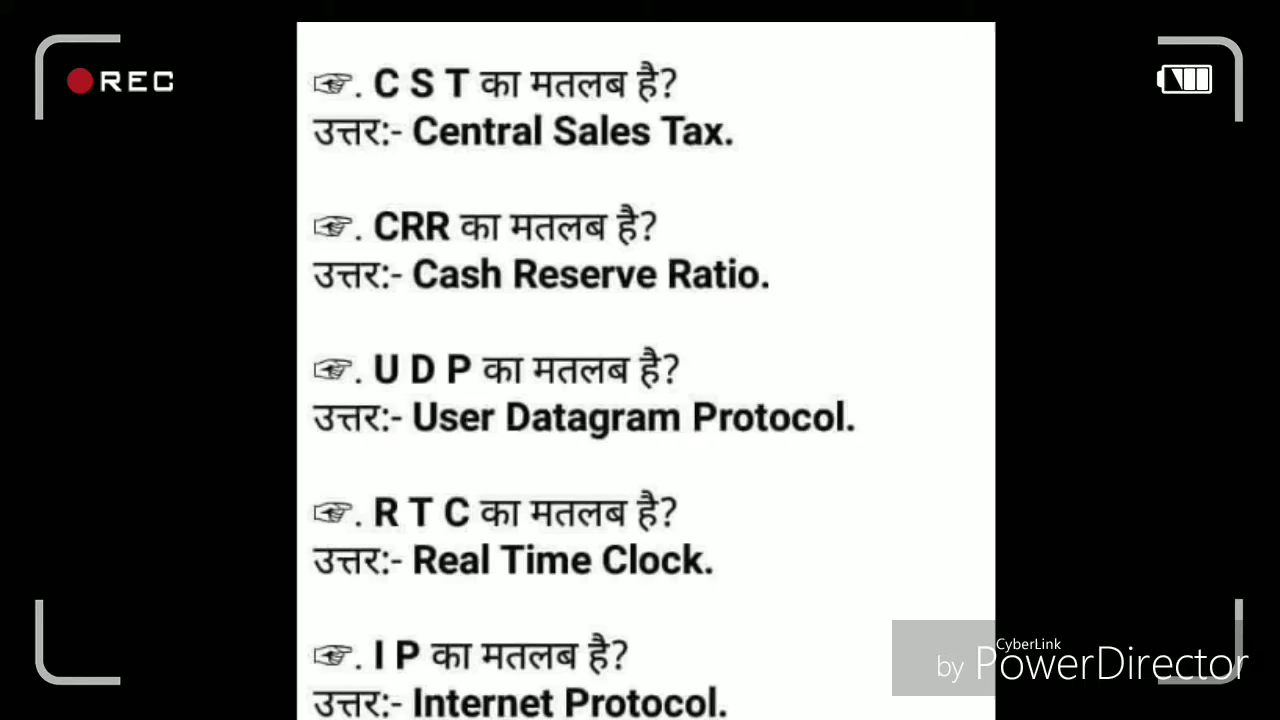 REC
☞. C S T का मतलब है?
उत्तर:- Central Sales Tax.
☞. CRR का मतलब है?
उत्तर:- Cash Reserve Ratio.
☞. U D P का मतलब है?
उत्तर:- User Datagram Protocol.
☞. R T C का मतलब है?
उत्तर:- Real Time Clock.
☞. I P का मतलब है?
उत्तर:- Internet Protocol.
CyberLink
by PowerDirector